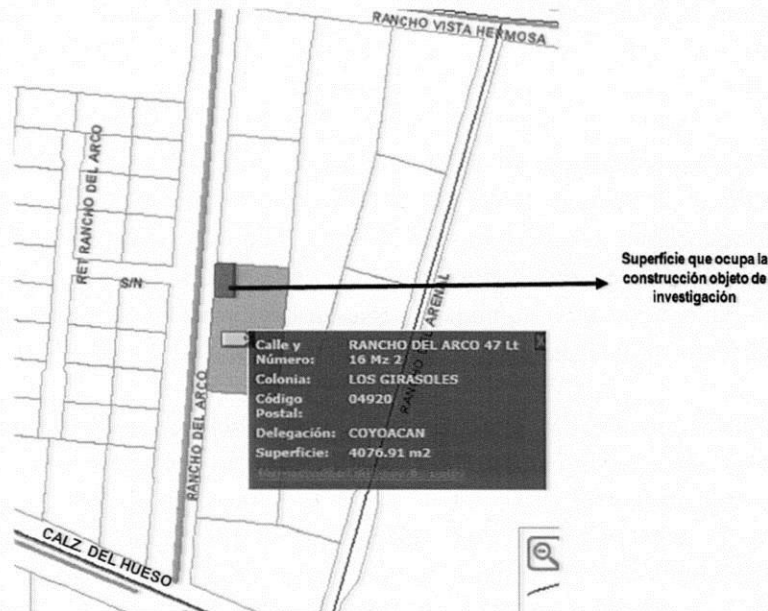 RANCHO VISTA HERMOSA
RET RANCHO DEL ARCO
S/N
Superficie que ocupa la
construcción objeto de
investigación
Calle y
Número:
RANCHO DEL ARCO 47 Lt
16 Mz 2
Colonia: LOS GIRASOLES
Código
Postal:
04920
Delegación: COYOACAN
Superficie: 4076.91 m2
X
ARENAL
RANCHO
RANCHO DEL ARCO
CALZ. DEL HUESO